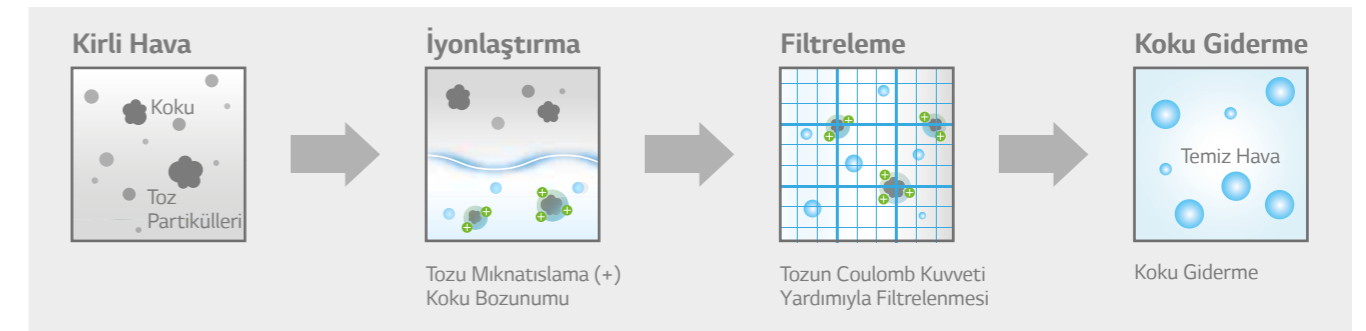 Kirli Hava
Koku
Toz
Partikülleri
İyonlaştırma
Tozu Mıknatıslama (+)
Koku Bozunumu
Filtreleme
Tozun Coulomb Kuvveti
Yardımıyla Filtrelenmesi
Koku Giderme
Temiz Hava
Koku Giderme